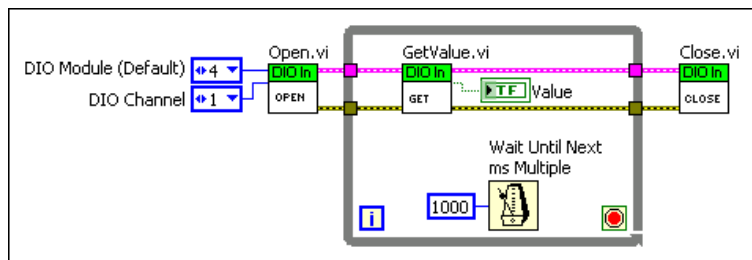 Open.vi
GetValue.vi
Close.vi
DIO Module (Default) 4
DIO In
DIO In
DIO In
DIO Channel 1
OPEN
GET
TF Value
CLOSE
Wait Until Next
ms Multiple
1000
i